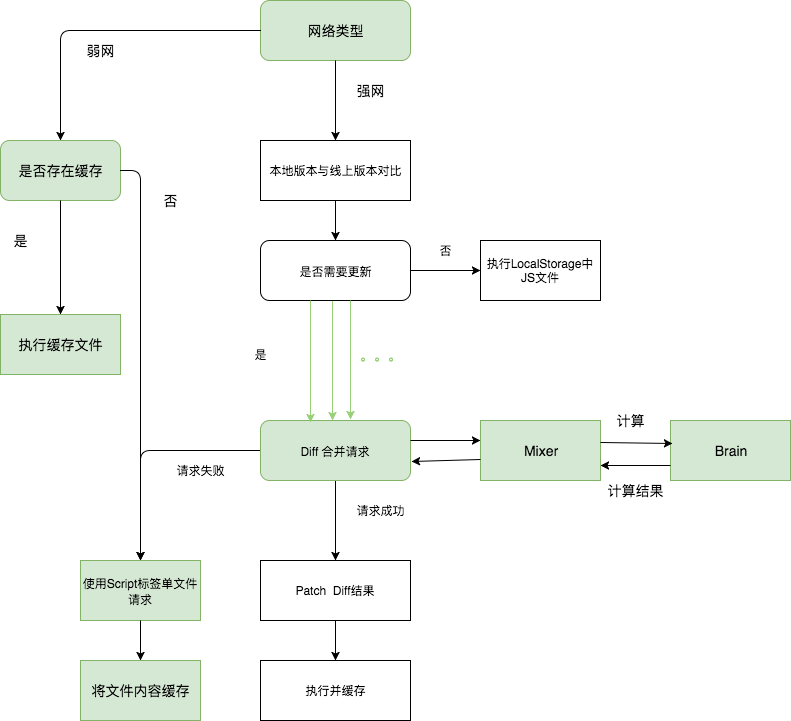 网络类型
弱网
强网
是否存在缓存
本地版本与线上版本对比
否
是
是否需要更新
否
执行LocalStorage中
JS文件
执行缓存文件
是
。。。
Diff 合并请求
计算
Mixer
Brain
请求失败
计算结果
请求成功
使用Script标签单文件
请求
Patch Diff结果
将文件内容缓存
执行并缓存